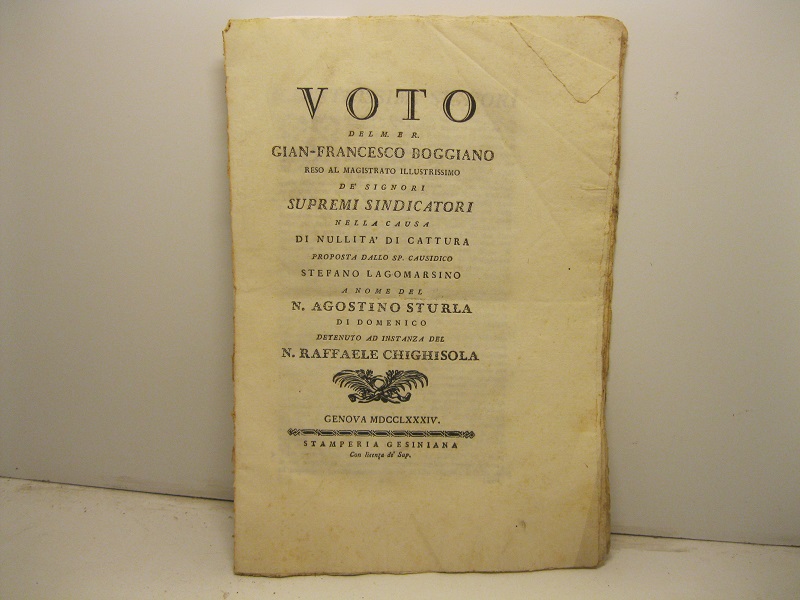 VOTO
DEL M. E R.
GIAN-FRANCESCO BOGGIANO
RESO AL MAGISTRATO ILLUSTRISSIMO
DE' SIGNORI
SUPREMI SINDICATORI
NELLA CAUSA
DI NULLITA' DI CATTURA
PROPOSTA DALLO SP. CAUSIDICO
STEFANO LAGOMARSINO
A NOME DEL
N. AGOSTINO STURLA
DI DOMENICO
DETENUTO AD INSTANZA DEL
N. RAFFAELE CHIGHISOLA
GENOVA MDCCLXXXIV.
STAMPERIA GESINIANA
Con licenza de' Sup.